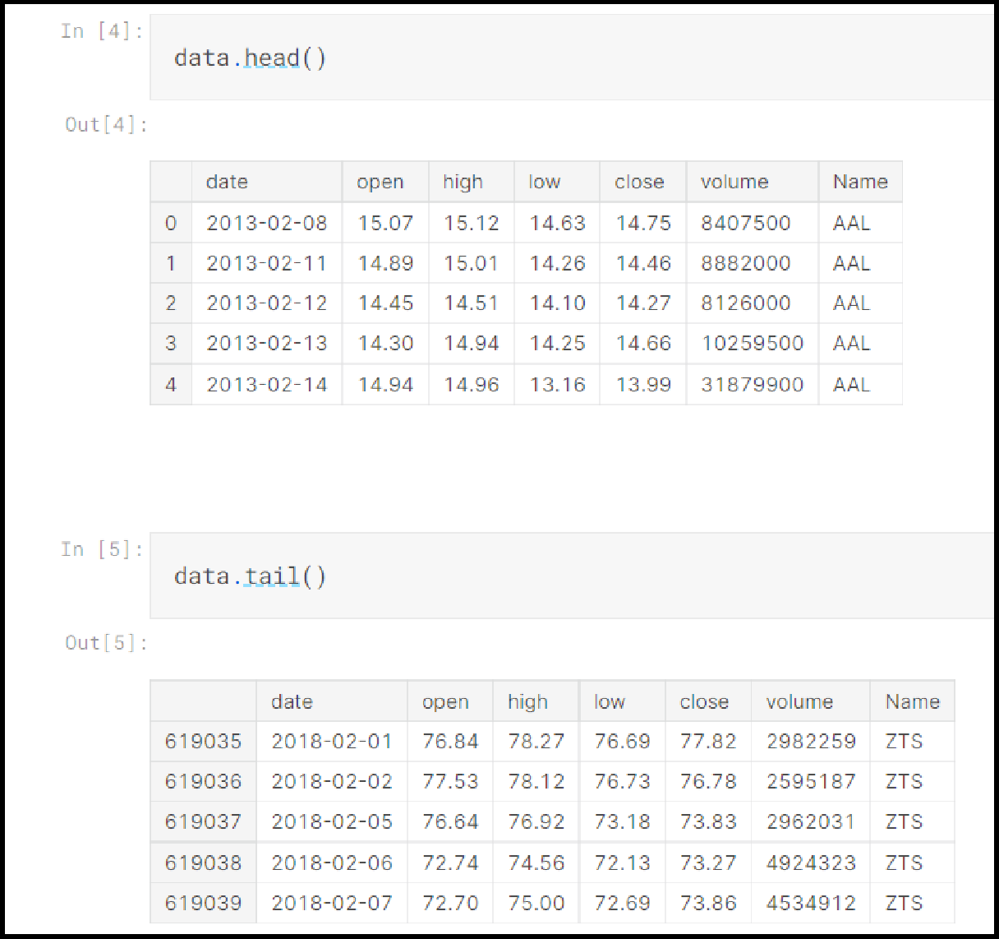 In [4]:
data.head()
Out[4]:
date open high low close volume Name
0 2013-02-08 15.07 15.12 14.63 14.75 8407500 AAL
1 2013-02-11 14.89 15.01 14.26 14.46 8882000 AAL
2 2013-02-12 14.45 14.51 14.10 14.27 8126000 AAL
3 2013-02-13 14.30 14.94 14.25 14.66 10259500 AAL
4 2013-02-14 14.94 14.96 13.16 13.99 31879900 AAL
In [5]:
data.tail()
Out[5]:
date open high low close volume Name
619035 2018-02-01 76.84 78.27 76.69 77.82 2982259 ZTS
619036 2018-02-02 77.53 78.12 76.73 76.78 2595187 ZTS
619037 2018-02-05 76.64 76.92 73.18 73.83 2962031 ZTS
619038 2018-02-06 72.74 74.56 72.13 73.27 4924323 ZTS
619039 2018-02-07 72.70 75.00 72.69 73.86 4534912 ZTS